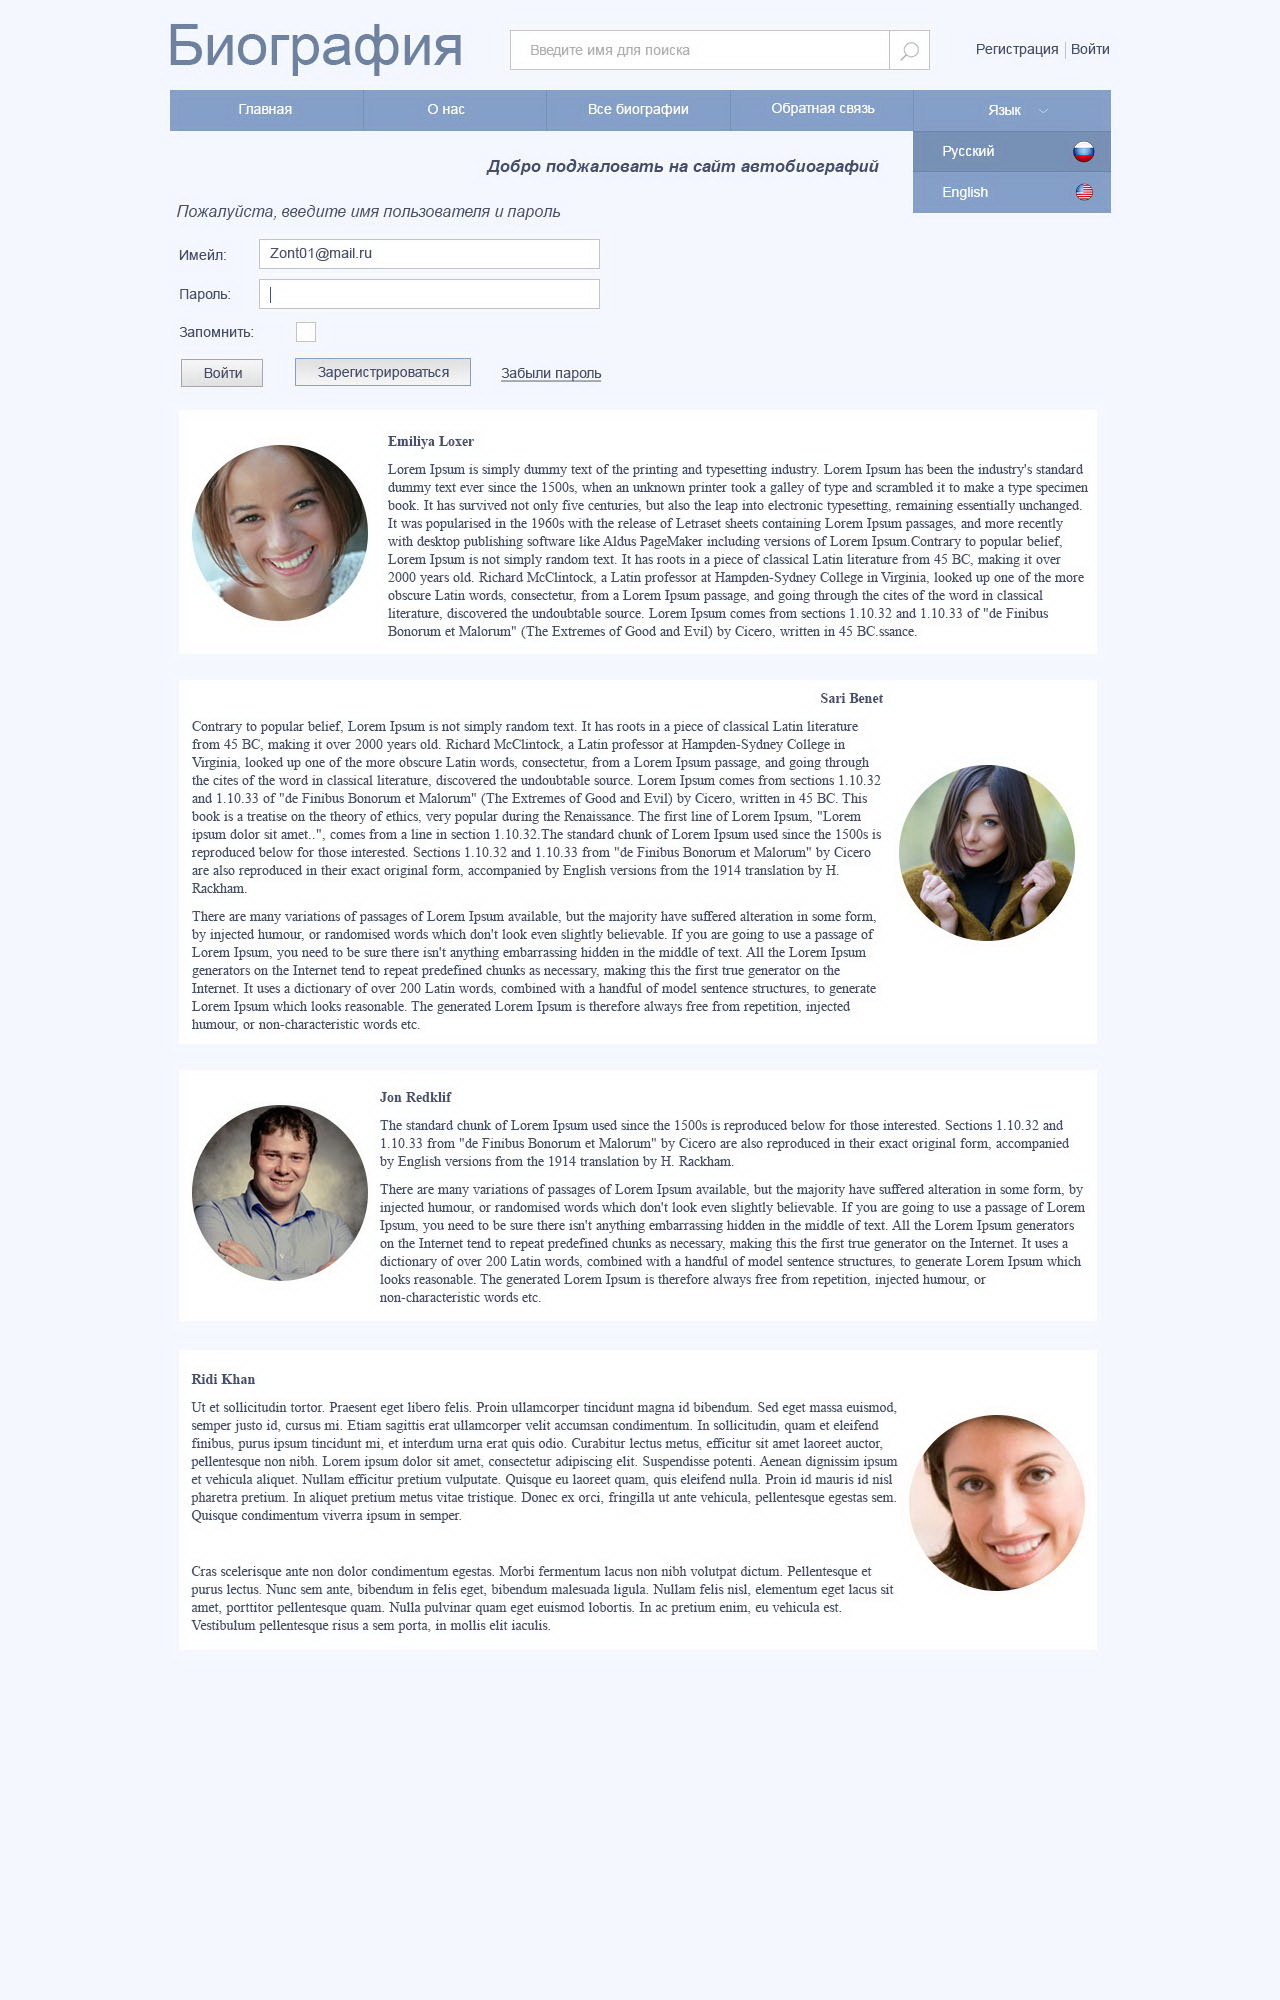 Биография
Введите имя для поиска
Регистрация Войти
Главная О нас Все биографии Обратная связь Язык
Русский
English
Добро поджаловать на сайт автобиографий
Пожалуйста, введите имя пользователя и пароль
Имейл: Zont01@mail.ru
Пароль:
Запомнить:
Войти Зарегистрироваться Забыли пароль
Emiliya Loxer
Lorem Ipsum is simply dummy text of the printing and typesetting industry. Lorem Ipsum has been the industry's standard
dummy text ever since the 1500s, when an unknown printer took a galley of type and scrambled it to make a type specimen
book. It has survived not only five centuries, but also the leap into electronic typesetting, remaining essentially unchanged.
It was popularised in the 1960s with the release of Letraset sheets containing Lorem Ipsum passages, and more recently
with desktop publishing software like Aldus PageMaker including versions of Lorem Ipsum.Contrary to popular belief,
Lorem Ipsum is not simply random text. It has roots in a piece of classical Latin literature from 45 BC, making it over
2000 years old. Richard McClintock, a Latin professor at Hampden-Sydney College in Virginia, looked up one of the more
obscure Latin words, consectetur, from a Lorem Ipsum passage, and going through the cites of the word in classical
literature, discovered the undoubtable source. Lorem Ipsum comes from sections 1.10.32 and 1.10.33 of "de Finibus
Bonorum et Malorum" (The Extremes of Good and Evil) by Cicero, written in 45 BC.ssance.
Sari Benet
Contrary to popular belief, Lorem Ipsum is not simply random text. It has roots in a piece of classical Latin literature
from 45 BC, making it over 2000 years old. Richard McClintock, a Latin professor at Hampden-Sydney College in
Virginia, looked up one of the more obscure Latin words, consectetur, from a Lorem Ipsum passage, and going through
the cites of the word in classical literature, discovered the undoubtable source. Lorem Ipsum comes from sections 1.10.32
and 1.10.33 of "de Finibus Bonorum et Malorum" (The Extremes of Good and Evil) by Cicero, written in 45 BC. This
book is a treatise on the theory of ethics, very popular during the Renaissance. The first line of Lorem Ipsum, "Lorem
ipsum dolor sit amet..", comes from a line in section 1.10.32.The standard chunk of Lorem Ipsum used since the 1500s is
reproduced below for those interested. Sections 1.10.32 and 1.10.33 from "de Finibus Bonorum et Malorum" by Cicero
are also reproduced in their exact original form, accompanied by English versions from the 1914 translation by H.
Rackham.
There are many variations of passages of Lorem Ipsum available, but the majority have suffered alteration in some form,
by injected humour, or randomised words which don't look even slightly believable. If you are going to use a passage of
Lorem Ipsum, you need to be sure there isn't anything embarrassing hidden in the middle of text. All the Lorem Ipsum
generators on the Internet tend to repeat predefined chunks as necessary, making this the first true generator on the
Internet. It uses a dictionary of over 200 Latin words, combined with a handful of model sentence structures, to generate
Lorem Ipsum which looks reasonable. The generated Lorem Ipsum is therefore always free from repetition, injected
humour, or non-characteristic words etc.
Jon Redklif
The standard chunk of Lorem Ipsum used since the 1500s is reproduced below for those interested. Sections 1.10.32 and
1.10.33 from "de Finibus Bonorum et Malorum" by Cicero are also reproduced in their exact original form, accompanied
by English versions from the 1914 translation by H. Rackham.
There are many variations of passages of Lorem Ipsum available, but the majority have suffered alteration in some form, by
injected humour, or randomised words which don't look even slightly believable. If you are going to use a passage of Lorem
Ipsum, you need to be sure there isn't anything embarrassing hidden in the middle of text. All the Lorem Ipsum generators
on the Internet tend to repeat predefined chunks as necessary, making this the first true generator on the Internet. It uses a
dictionary of over 200 Latin words, combined with a handful of model sentence structures, to generate Lorem Ipsum which
looks reasonable. The generated Lorem Ipsum is therefore always free from repetition, injected humour, or
non-characteristic words etc.
Ridi Khan
Ut et sollicitudin tortor. Praesent eget libero felis. Proin ullamcorper tincidunt magna id bibendum. Sed eget massa euismod,
semper justo id, cursus mi. Etiam sagittis erat ullamcorper velit accumsan condimentum. In sollicitudin, quam et eleifend
finibus, purus ipsum tincidunt mi, et interdum urna erat quis odio. Curabitur lectus metus, efficitur sit amet laoreet auctor,
pellentesque non nibh. Lorem ipsum dolor sit amet, consectetur adipiscing elit. Suspendisse potenti. Aenean dignissim ipsum
et vehicula aliquet. Nullam efficitur pretium vulputate. Quisque eu laoreet quam, quis eleifend nulla. Proin id mauris id nisl
pharetra pretium. In aliquet pretium metus vitae tristique. Donec ex orci, fringilla ut ante vehicula, pellentesque egestas sem.
Quisque condimentum viverra ipsum in semper.
Cras scelerisque ante non dolor condimentum egestas. Morbi fermentum lacus non nibh volutpat dictum. Pellentesque et
purus lectus. Nunc sem ante, bibendum in felis eget, bibendum malesuada ligula. Nullam felis nisl, elementum eget lacus sit
amet, porttitor pellentesque quam. Nulla pulvinar quam eget euismod lobortis. In ac pretium enim, eu vehicula est.
Vestibulum pellentesque risus a sem porta, in mollis elit iaculis.